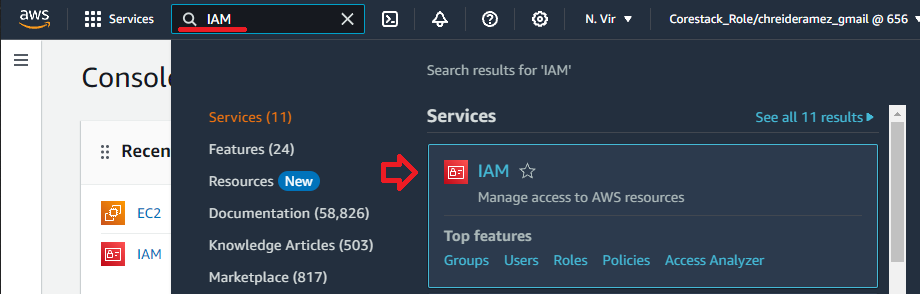 aws Services IAM N. Vir Corestack_Role/chreideramez_gmail @ 656
Search results for 'IAM'
Services (11)
Features (24)
Resources New
Documentation (58,826)
Knowledge Articles (503)
Marketplace (817)
Services See all 11 results
IAM
Manage access to AWS resources
Top features
Groups Users Roles Policies Access Analyzer
Consol
Recen
EC2
IAM